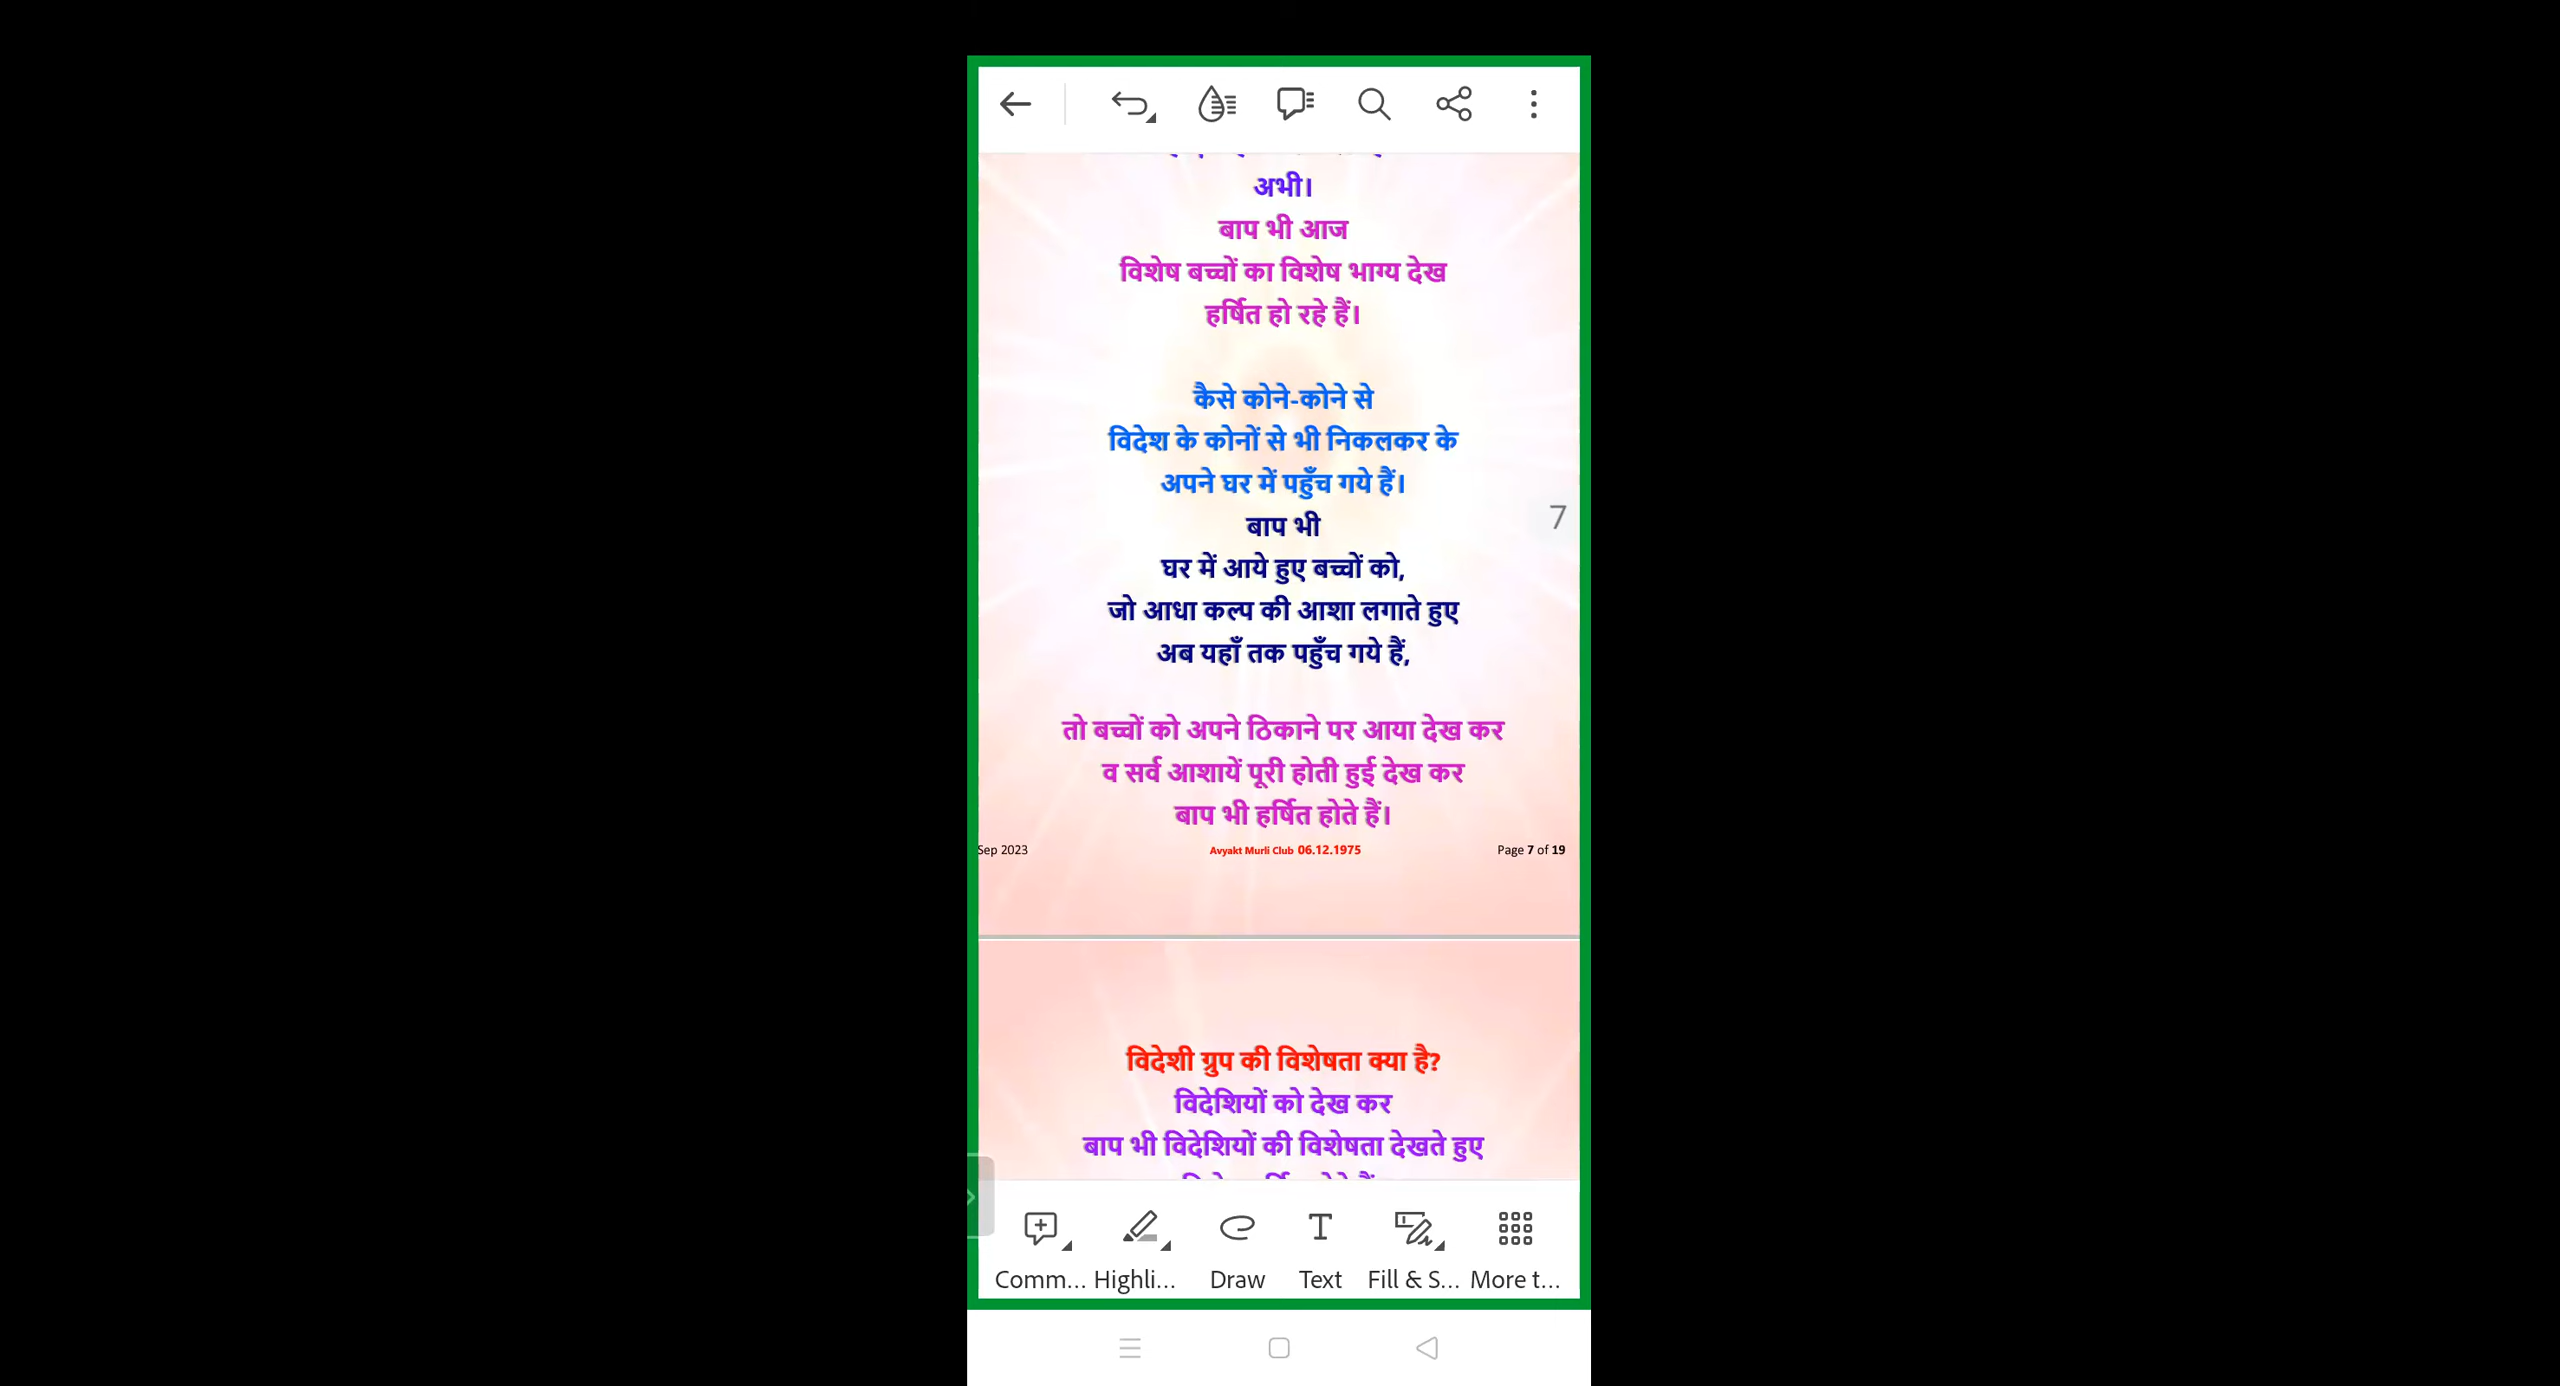 अभी।
बाप भी आज
विशेष बच्चों का विशेष भाग्य देख
हर्षित हो रहे हैं।
कैसे कोने-कोने से
विदेश के कोनों से भी निकलकर के
अपने घर में पहुँच गये हैं।
7
बाप भी
घर में आये हुए बच्चों को,
जो आधा कल्प की आशा लगाते हुए
अब यहाँ तक पहुँच गये हैं,
तो बच्चों को अपने ठिकाने पर आया देख कर
व सर्व आशायें पूरी होती हुई देख कर
बाप भी हर्षित होते हैं।
Sep 2023 Avyakt Murli Club 06.12.1975 Page 7 of 19
विदेशी ग्रुप की विशेषता क्या है?
विदेशियों को देख कर
बाप भी विदेशियों की विशेषता देखते हुए
Comm... Highli... Draw Text Fill & S... More t...